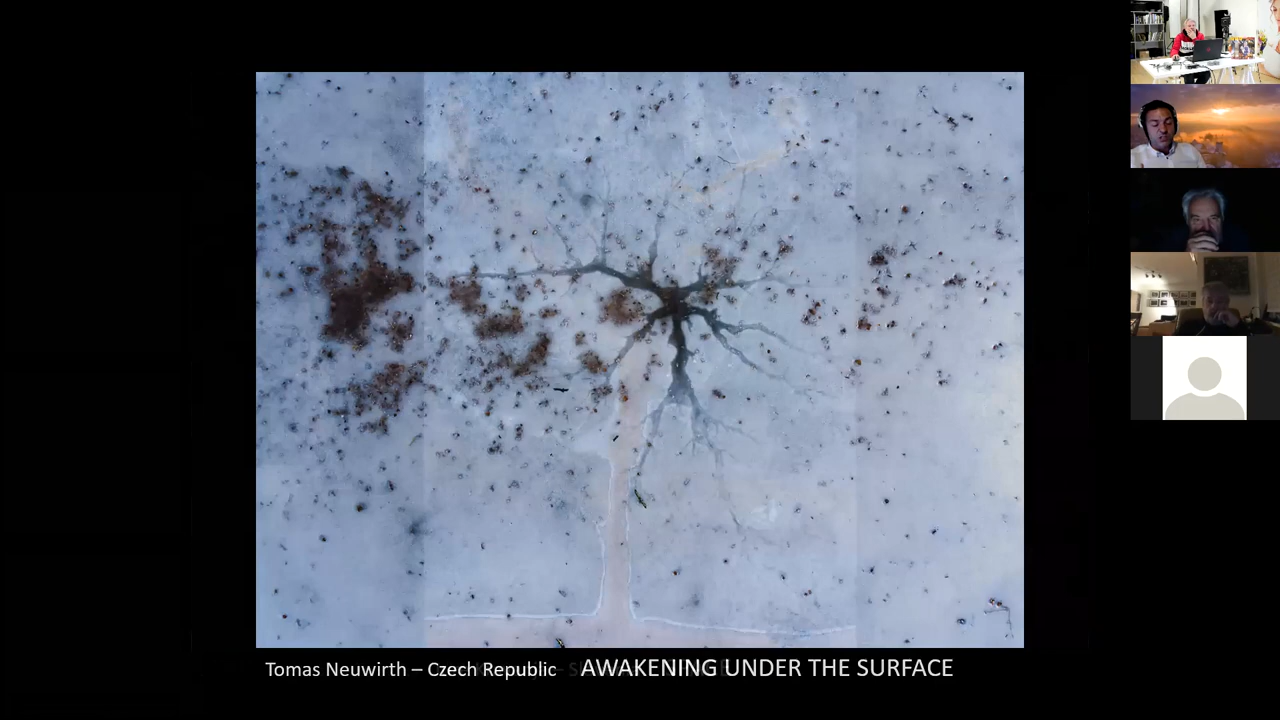 Tomas Neuwirth – Czech Republic AWAKENING UNDER THE SURFACE